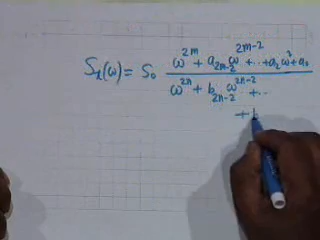 S_x(ω) = S_0 (ω^{2m} + a_{2m-2} ω^{2m-2} + ··· + a_2 ω^2 + a_0) / (ω^{2n} + b_{2n-2} ω^{2n-2} + ···
+